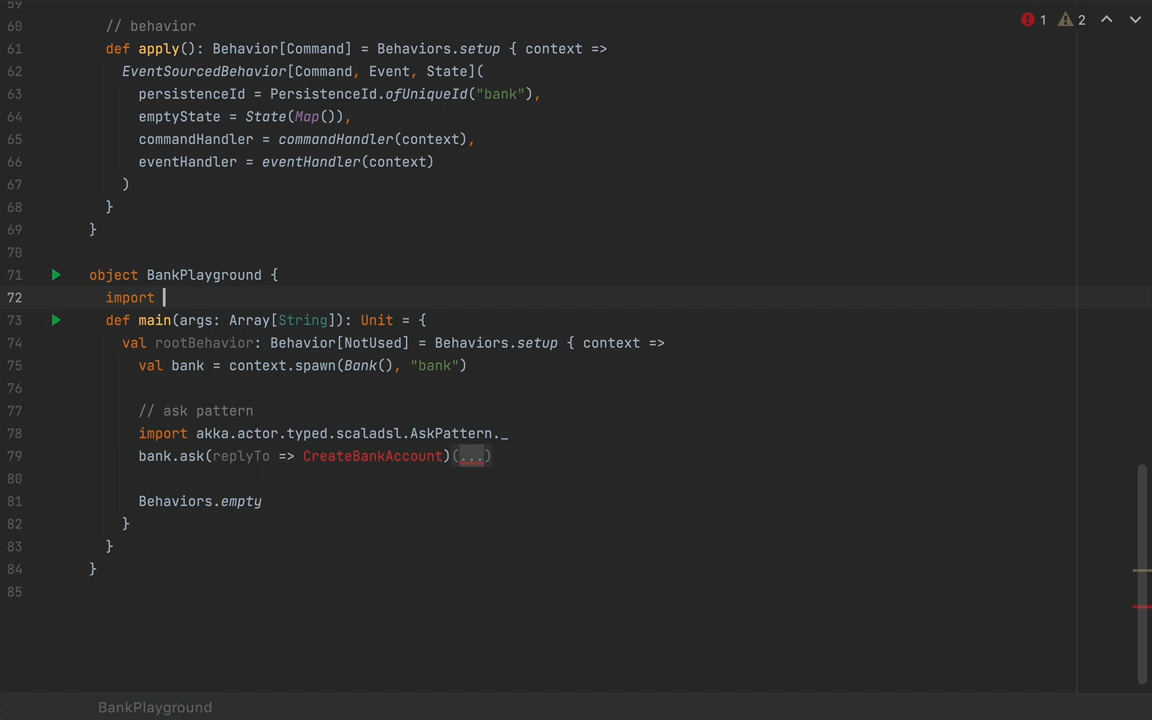 59
60 // behavior
61 def apply(): Behavior[Command] = Behaviors.setup { context =>
62 EventSourcedBehavior[Command, Event, State](
63 persistenceId = PersistenceId.ofUniqueId("bank"),
64 emptyState = State(Map()),
65 commandHandler = commandHandler(context),
66 eventHandler = eventHandler(context)
67 )
68 }
69 }
70
71 object BankPlayground {
72 import
73 def main(args: Array[String]): Unit = {
74 val rootBehavior: Behavior[NotUsed] = Behaviors.setup { context =>
75 val bank = context.spawn(Bank(), "bank")
76
77 // ask pattern
78 import akka.actor.typed.scaladsl.AskPattern._
79 bank.ask(replyTo => CreateBankAccount)(...)
80
81 Behaviors.empty
82 }
83 }
84 }
85
1 2
BankPlayground